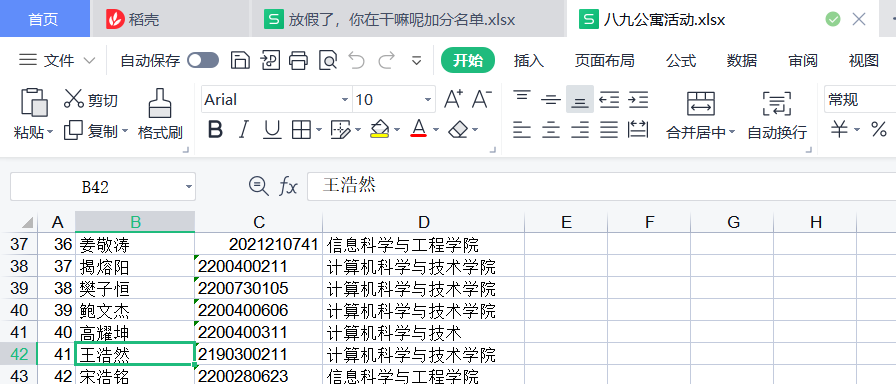 首页 稻壳 放假了，你在干嘛呢加分名单.xlsx 八九公寓活动.xlsx
文件 自动保存 开始 插入 页面布局 公式 数据 审阅 视图
剪切 Arial 10 A+ A- 常规
粘贴 复制 格式刷 B I U A 合并居中 自动换行 ¥ %
B42 fx 王浩然
A B C D E F G H
37 36 姜敬涛 2021210741 信息科学与工程学院
38 37 揭熔阳 2200400211 计算机科学与技术学院
39 38 樊子恒 2200730105 计算机科学与技术学院
40 39 鲍文杰 2200400606 计算机科学与技术学院
41 40 高耀坤 2200400311 计算机科学与技术
42 41 王浩然 2190300211 计算机科学与技术学院
43 42 宋浩铭 2200280623 信息科学与工程学院